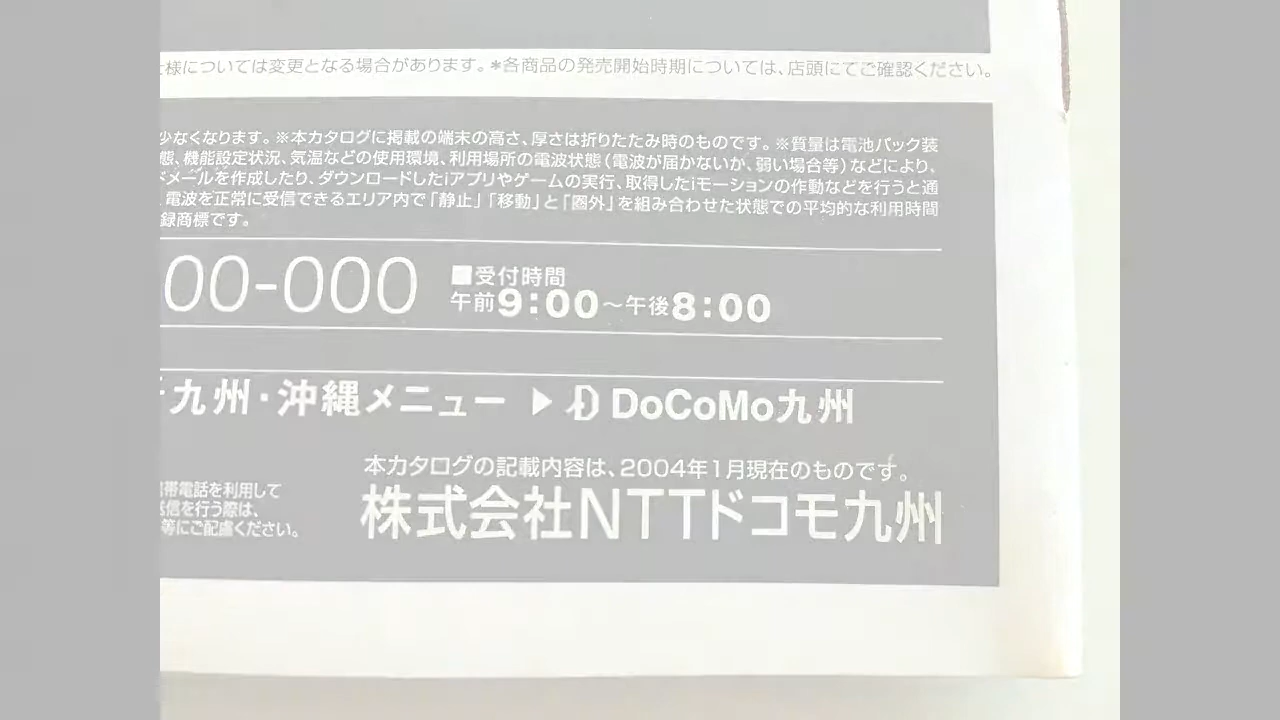 様については変更となる場合があります。*各商品の発売開始時期については、店頭にてご確認ください。
少なくなります。※本カタログに掲載の端末の高さ、厚さは折りたたみ時のものです。※質量は電池パック装
態、機能設定状況、気温などの使用環境、利用場所の電波状態（電波が届かないか、弱い場合等）などにより、
ドメールを作成したり、ダウンロードしたiアプリやゲームの実行、取得したiモーションの作動などを行うと通
電波を正常に受信できるエリア内で「静止」「移動」と「圏外」を組み合わせた状態での平均的な利用時間
録商標です。
00-000
■受付時間
午前9:00～午後8:00
九州・沖縄メニュー ▶ DoCoMo九州
本カタログの記載内容は、2004年1月現在のものです。
帯電話を利用して
送信を行う際は、
等にご配慮ください。
株式会社NTTドコモ九州